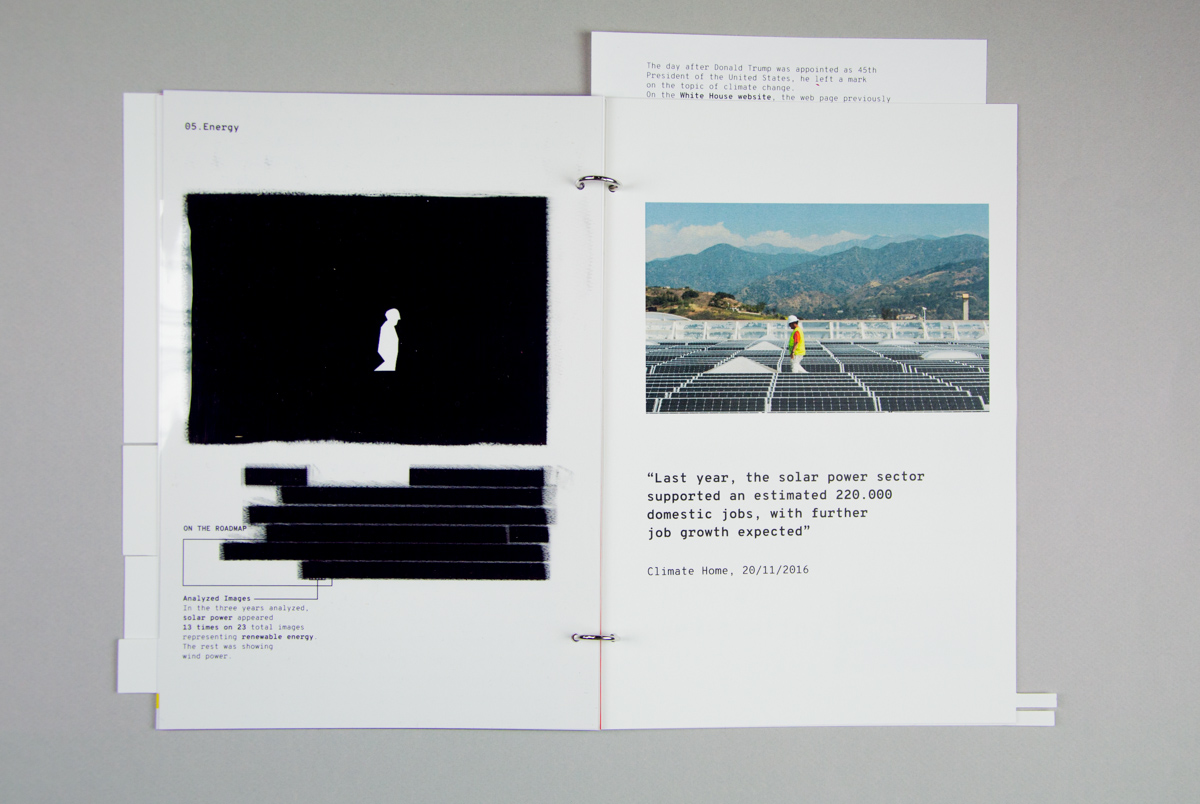 The day after Donald Trump was appointed as 45th
President of the United States, he left a mark
on the topic of climate change.
On the White House website, the web page previously
05.Energy
ON THE ROADMAP
Analyzed Images
In the three years analyzed,
solar power appeared
13 times on 23 total images
representing renewable energy.
The rest was showing
wind power.
“Last year, the solar power sector
supported an estimated 220.000
domestic jobs, with further
job growth expected”
Climate Home, 20/11/2016